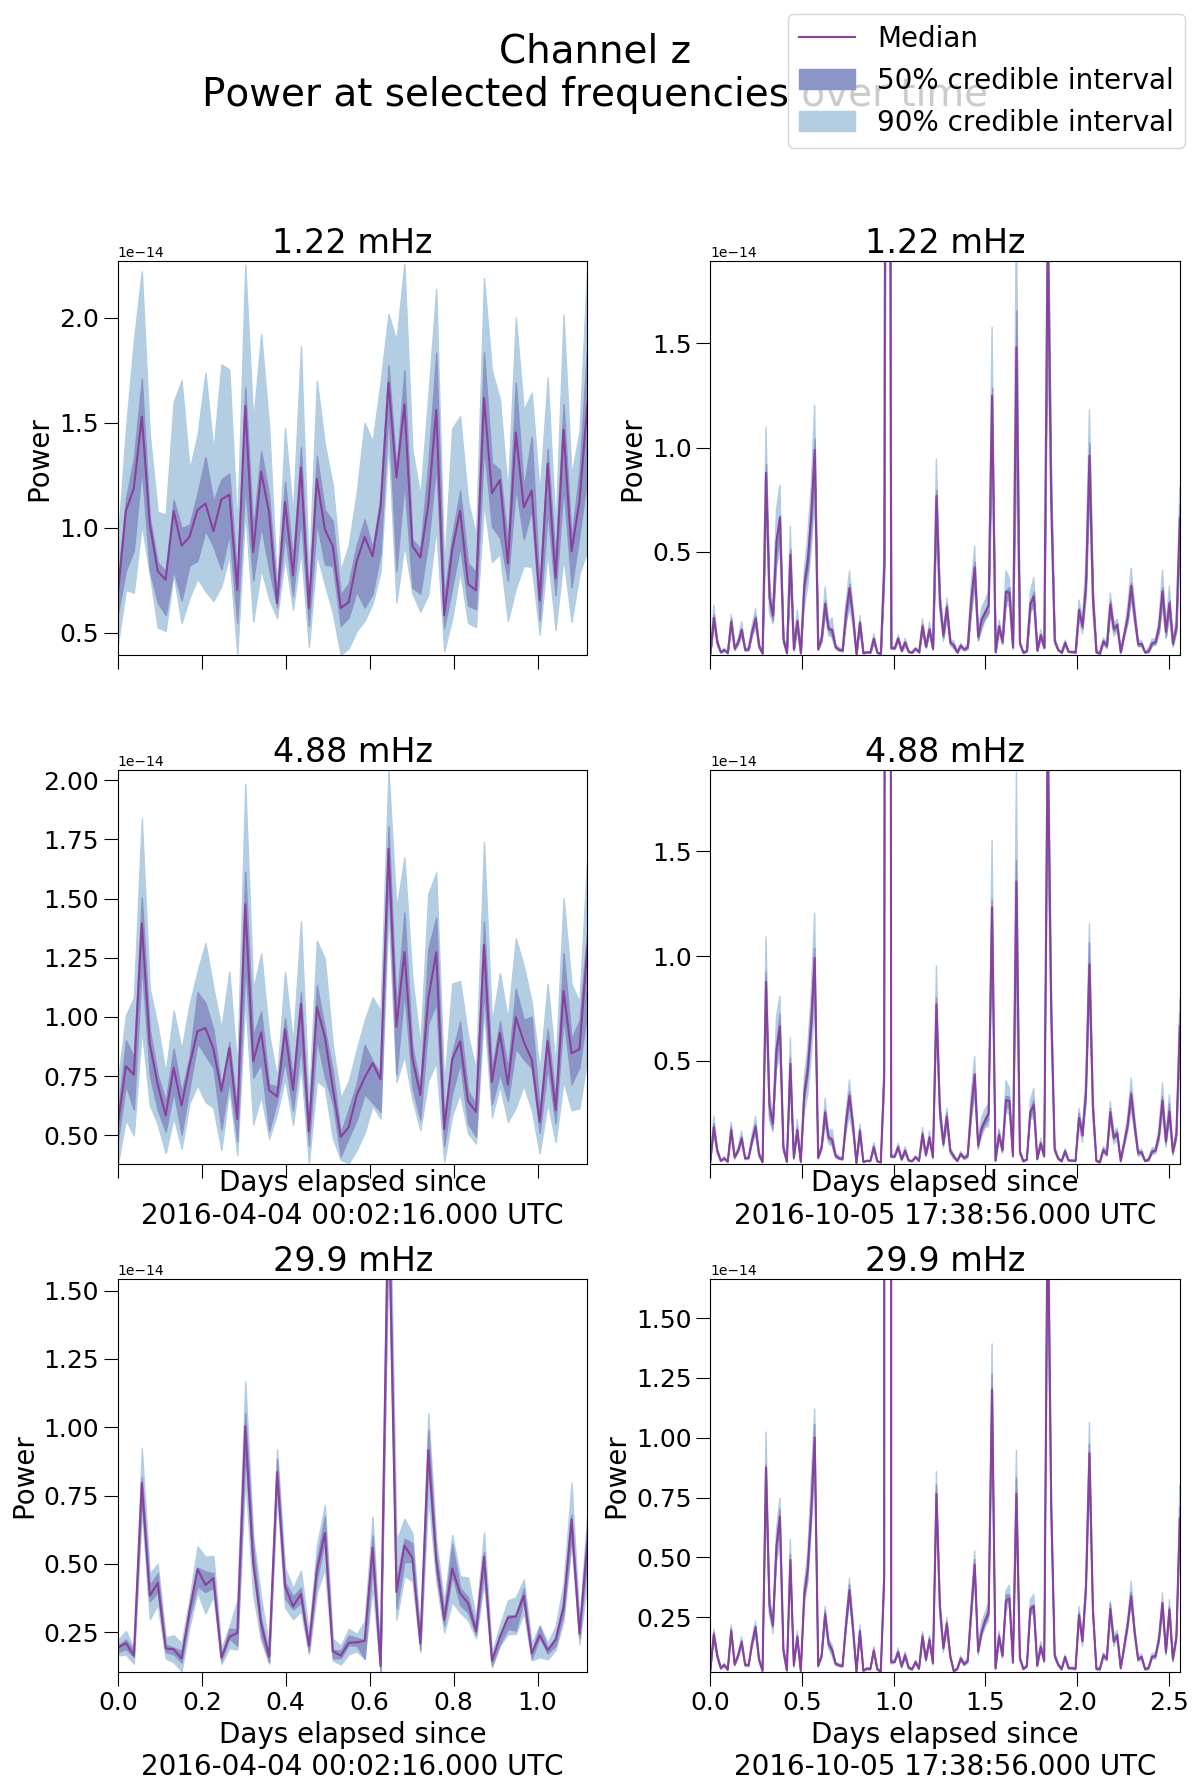 Channel z
Power at selected frequencies over time
Median
50% credible interval
90% credible interval
1.22 mHz
1e−14
2.0
1.5
1.0
0.5
Power
1.22 mHz
1e−14
1.5
1.0
0.5
Power
4.88 mHz
1e−14
2.00
1.75
1.50
1.25
1.00
0.75
0.50
Days elapsed since
2016-04-04 00:02:16.000 UTC
4.88 mHz
1e−14
1.5
1.0
0.5
Days elapsed since
2016-10-05 17:38:56.000 UTC
29.9 mHz
1e−14
1.50
1.25
1.00
0.75
0.50
0.25
Power
0.0 0.2 0.4 0.6 0.8 1.0
Days elapsed since
2016-04-04 00:02:16.000 UTC
29.9 mHz
1e−14
1.50
1.25
1.00
0.75
0.50
0.25
Power
0.0 0.5 1.0 1.5 2.0 2.5
Days elapsed since
2016-10-05 17:38:56.000 UTC